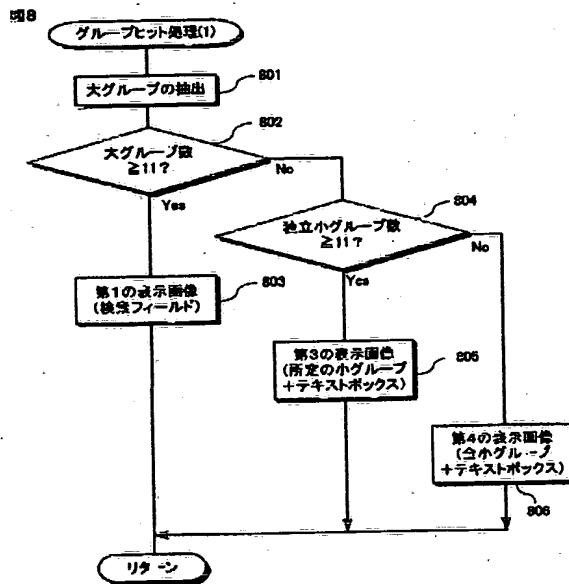 図8
グループヒット処理(1)
801
大グループの抽出
802
大グループ数
≧11?
No
Yes
804
独立小グループ数
≧11?
No
Yes
803
第1の表示画像
(検索フィールド)
805
第3の表示画像
(所定の小グループ
+テキストボックス)
第4の表示画像
(全小グループ
+テキストボックス)
806
リターン